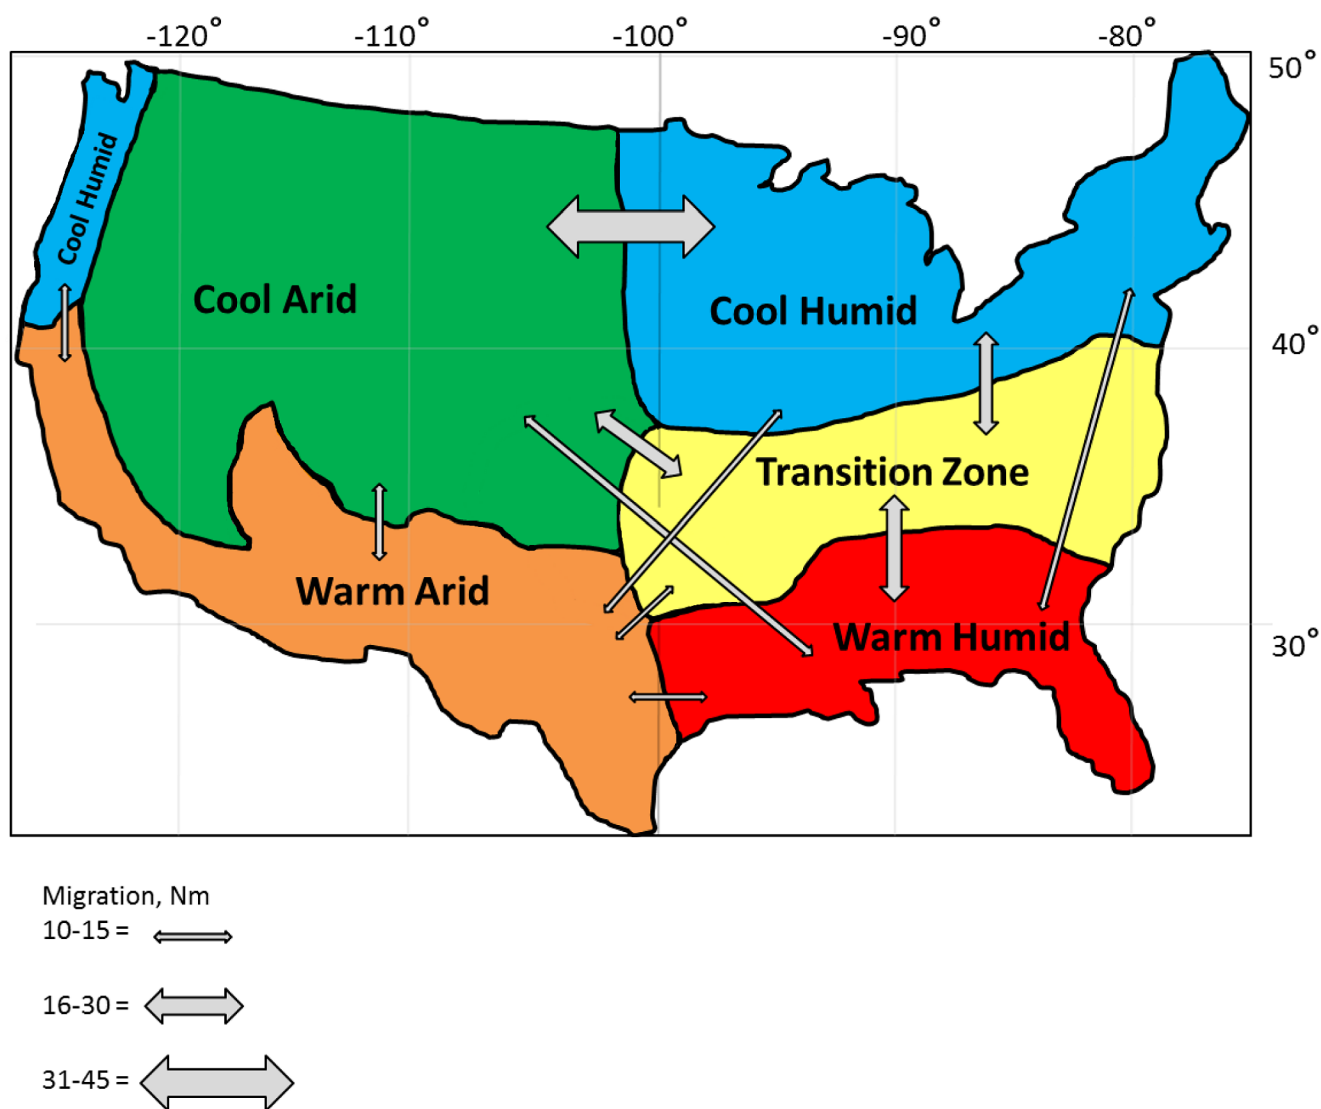 -120° -110° -100° -90° -80°
50°
Cool Humid
Cool Arid
Cool Humid
40°
Transition Zone
Warm Arid
Warm Humid
30°
Migration, Nm
10-15 =
16-30 =
31-45 =